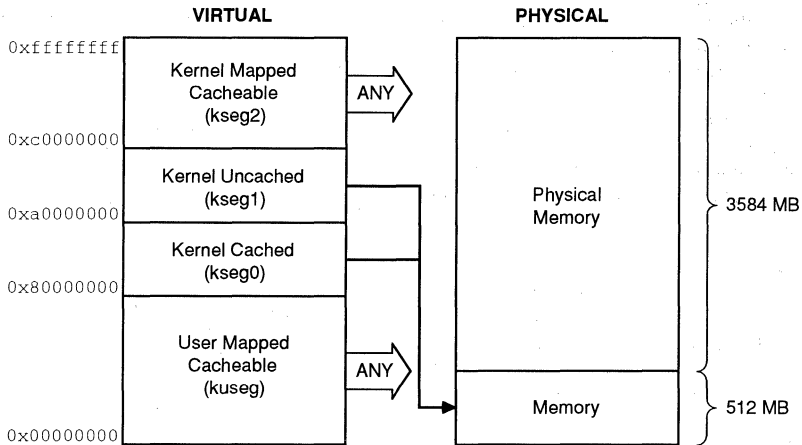 VIRTUAL
PHYSICAL
0xffffffff
Kernel Mapped
Cacheable
(kseg2)
ANY
0xc0000000
Kernel Uncached
(kseg1)
0xa0000000
Kernel Cached
(kseg0)
0x80000000
User Mapped
Cacheable
(kuseg)
ANY
0x00000000
Physical
Memory
3584 MB
Memory
512 MB